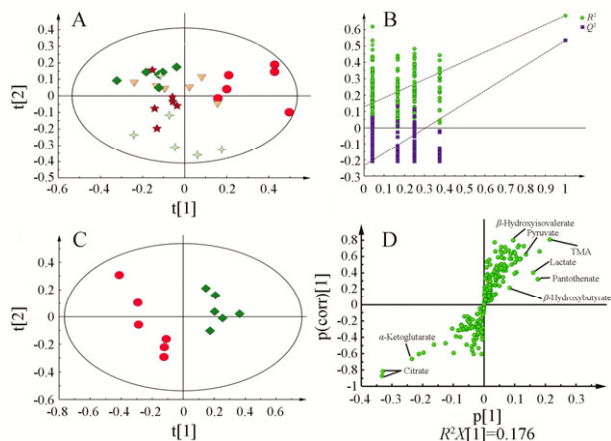 A
t[2]
0.4
0.3
0.2
0.1
0
-0.1
-0.2
-0.3
-0.4
-0.6 -0.4 -0.2 0 0.2 0.4 0.6
t[1]
B
R²
Q²
0.7
0.6
0.5
0.4
0.3
0.2
0.1
0
-0.1
-0.2
-0.3
0 0.1 0.2 0.3 0.4 0.5 0.6 0.7 0.8 0.9 1
C
t[2]
0.4
0.2
0
-0.2
-0.4
-0.6
-0.8 -0.6 -0.4 -0.2 0 0.2 0.4 0.6 0.8
t[1]
D
p(corr)[1]
0.8
0.6
0.4
0.2
0
-0.2
-0.4
-0.6
-0.8
-1
-0.4 -0.3 -0.2 -0.1 0 0.1 0.2 0.3 0.4
β-Hydroxyisovalerate
Pyruvate
TMA
Lactate
Pantothenate
β-Hydroxybutyrate
α-Ketoglutarate
Citrate
p[1]
R²X[1]=0.176